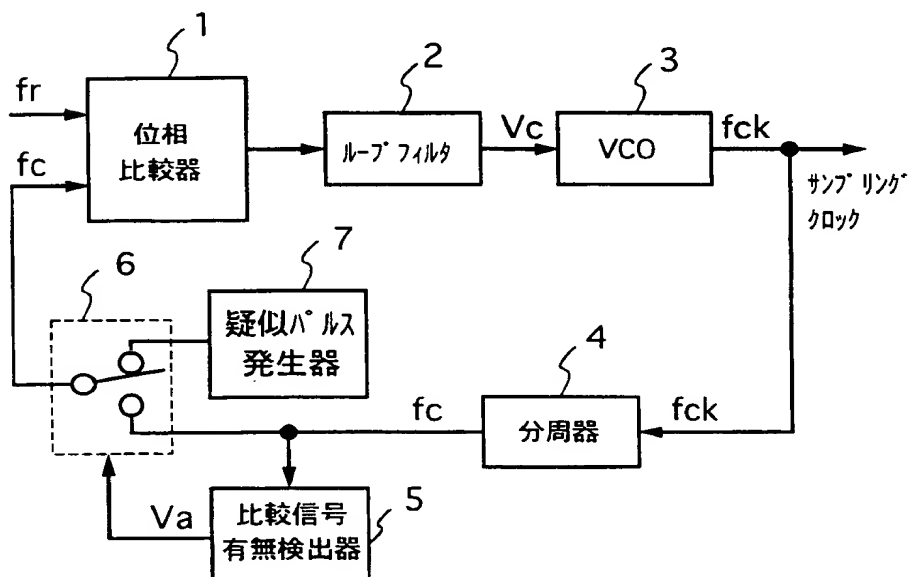 1
fr
fc
位相
比較器
2
ループフィルタ
Vc
3
VCO
fck
サンプリング
クロック
6
7
疑似パルス
発生器
4
分周器
fc
fck
5
比較信号
有無検出器
Va